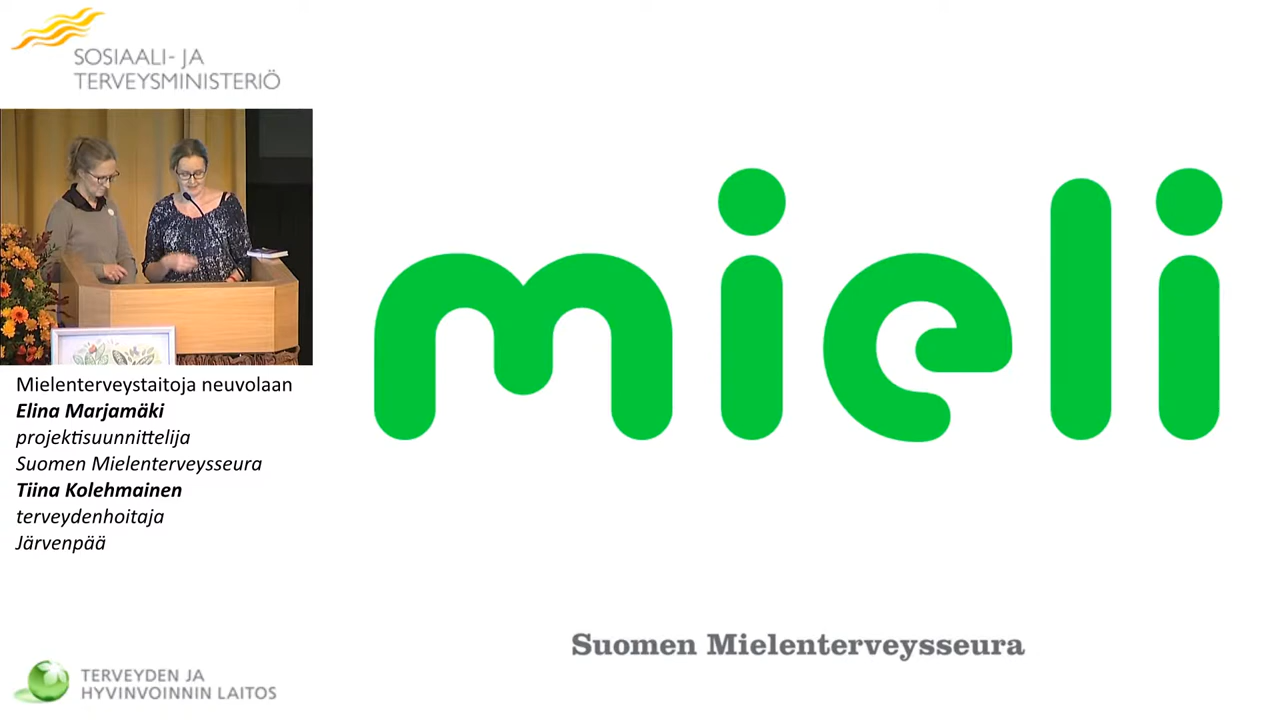 SOSIAALI- JA
TERVEYSMINISTERIÖ
Mielenterveystaitoja neuvolaan
Elina Marjamäki
projektisuunnittelija
Suomen Mielenterveysseura
Tiina Kolehmainen
terveydenhoitaja
Järvenpää
TERVEYDEN JA
HYVINVOINNIN LAITOS
mieli
Suomen Mielenterveysseura